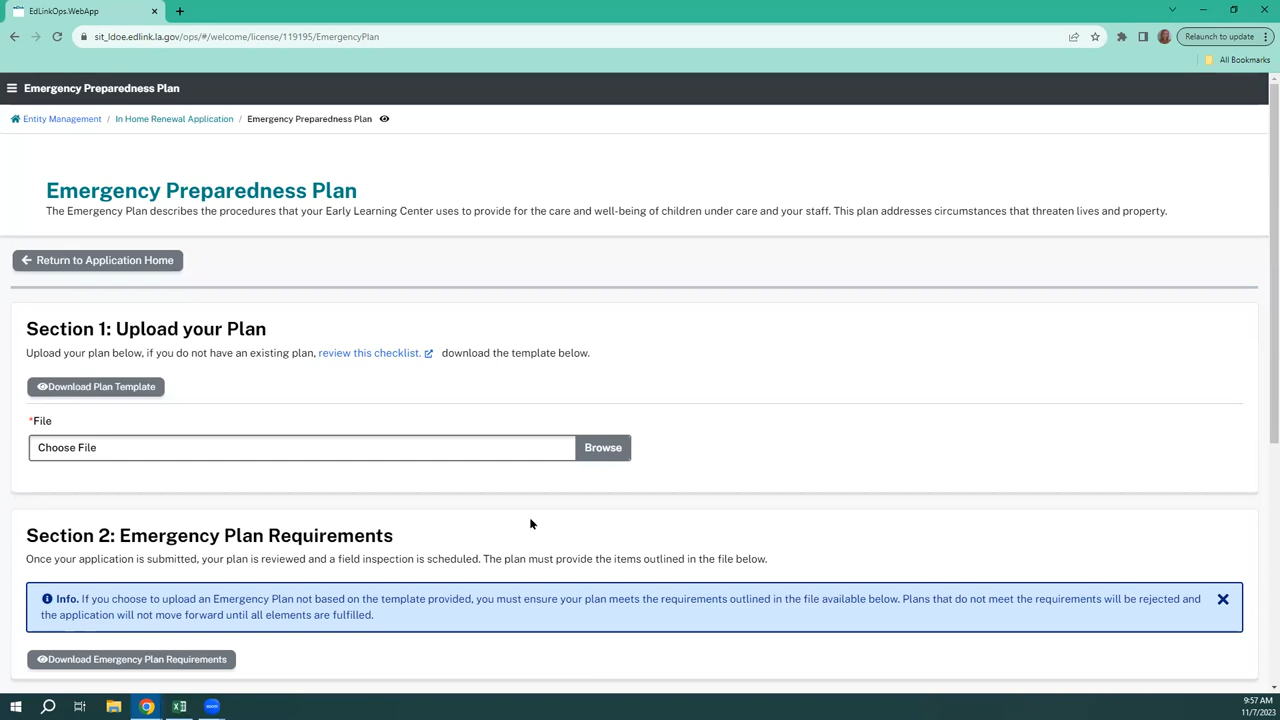 EdLinkOps.WebApp
sit_ldoe.edlink.la.gov/ops/#/welcome/license/119195/EmergencyPlan
Relaunch to update
All Bookmarks
Emergency Preparedness Plan
Entity Management / In Home Renewal Application / Emergency Preparedness Plan
Emergency Preparedness Plan
The Emergency Plan describes the procedures that your Early Learning Center uses to provide for the care and well-being of children under care and your staff. This plan addresses circumstances that threaten lives and property.
Return to Application Home
Section 1: Upload your Plan
Upload your plan below, if you do not have an existing plan, review this checklist. download the template below.
Download Plan Template
*File
Choose File Browse
Section 2: Emergency Plan Requirements
Once your application is submitted, your plan is reviewed and a field inspection is scheduled. The plan must provide the items outlined in the file below.
Info. If you choose to upload an Emergency Plan not based on the template provided, you must ensure your plan meets the requirements outlined in the file available below. Plans that do not meet the requirements will be rejected and
the application will not move forward until all elements are fulfilled.
Download Emergency Plan Requirements
zoom
9:57 AM
11/7/2023